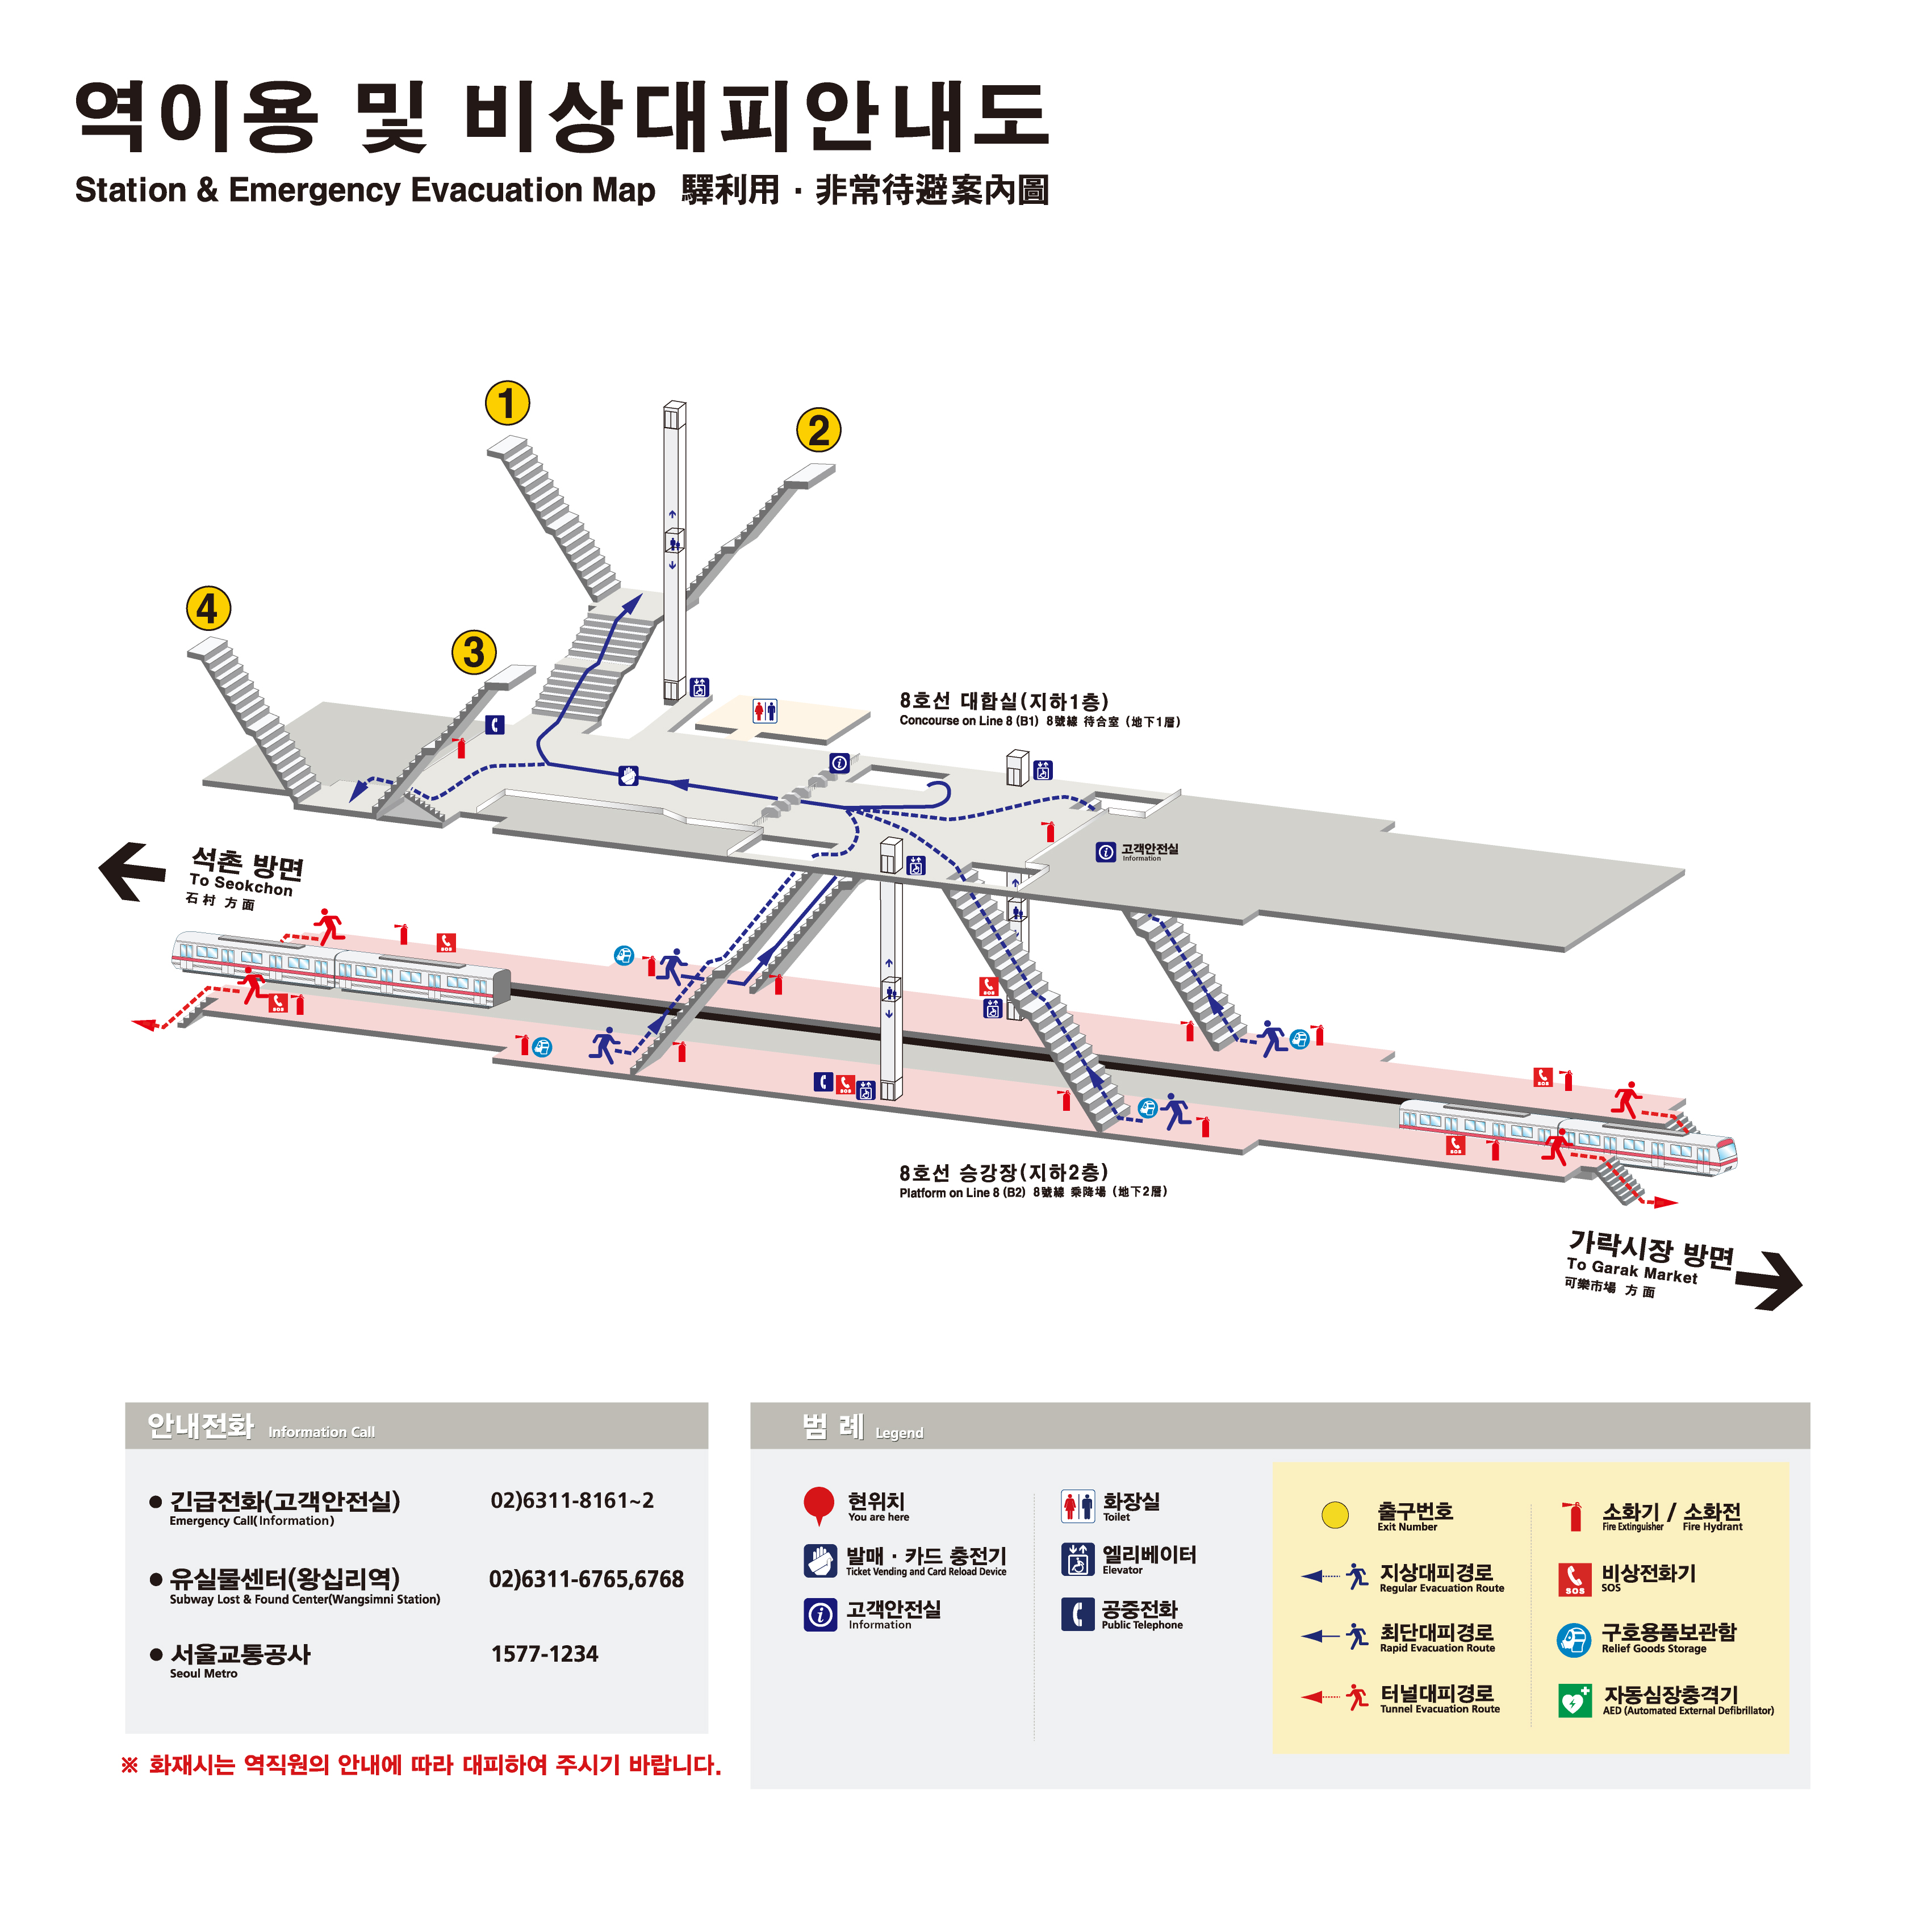 역이용 및 비상대피안내도
Station & Emergency Evacuation Map 驛利用 · 非常待避案內圖
1
2
4
3
8호선 대합실(지하1층)
Concourse on Line 8 (B1) 8號線 待合室 (地下1層)
고객안전실
Information
석촌 방면
To Seokchon
石村 方面
SOS
SOS
SOS
SOS
SOS
SOS
8호선 승강장(지하2층)
Platform on Line 8 (B2) 8號線 乘降場 (地下2層)
가락시장 방면
To Garak Market
可樂市場 方面
안내전화 Information Call
● 긴급전화(고객안전실) 02)6311-8161~2
Emergency Call(Information)
● 유실물센터(왕십리역) 02)6311-6765,6768
Subway Lost & Found Center(Wangsimni Station)
● 서울교통공사 1577-1234
Seoul Metro
※ 화재시는 역직원의 안내에 따라 대피하여 주시기 바랍니다.
범 례 Legend
현위치
You are here
발매 · 카드 충전기
Ticket Vending and Card Reload Device
고객안전실
Information
화장실
Toilet
엘리베이터
Elevator
공중전화
Public Telephone
출구번호
Exit Number
지상대피경로
Regular Evacuation Route
최단대피경로
Rapid Evacuation Route
터널대피경로
Tunnel Evacuation Route
소화기 / 소화전
Fire Extinguisher Fire Hydrant
SOS
비상전화기
SOS
구호용품보관함
Relief Goods Storage
자동심장충격기
AED (Automated External Defibrillator)